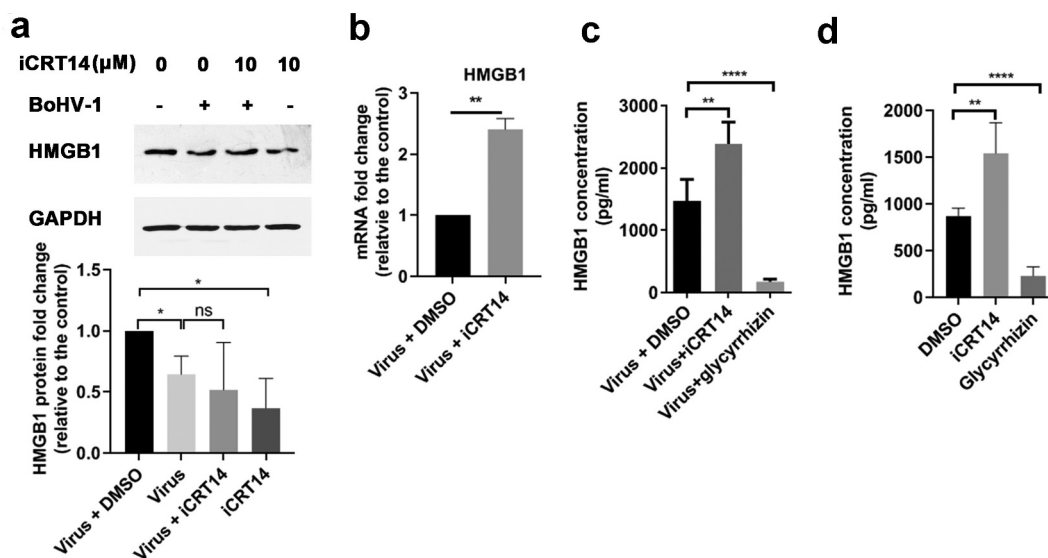 a
iCRT14(μM) 0 0 10 10
BoHV-1 - + + -
HMGB1
GAPDH
HMGB1 protein fold change
(relative to the control)
1.5
1.0
0.5
0.0
*
* ns
Virus + DMSO
Virus
Virus + iCRT14
iCRT14
b
HMGB1
mRNA fold change
(relatvie to the control)
3
2
1
0
**
Virus + DMSO
Virus + iCRT14
c
HMGB1 concentration
(pg/ml)
3000
2000
1000
0
****
**
Virus + DMSO
Virus+iCRT14
Virus+glycyrrhizin
d
HMGB1 concentration
(pg/ml)
2000
1500
1000
500
0
****
**
DMSO
iCRT14
Glycyrrhizin